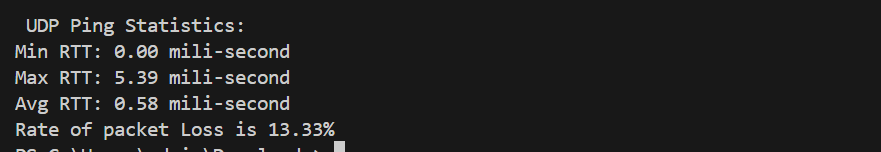 UDP Ping Statistics:
Min RTT: 0.00 mili-second
Max RTT: 5.39 mili-second
Avg RTT: 0.58 mili-second
Rate of packet Loss is 13.33%